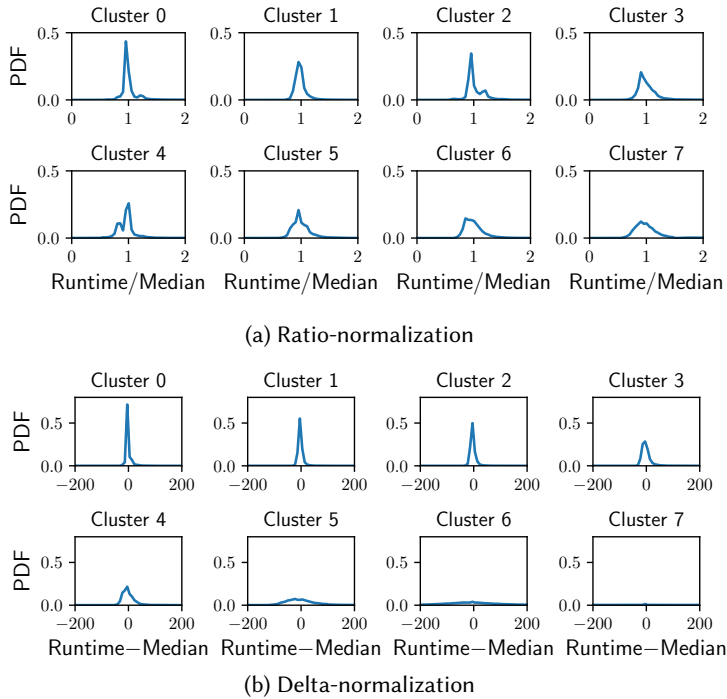 Cluster 0 Cluster 1 Cluster 2 Cluster 3
PDF 0.5 0.0 0.5 0.0 0.5 0.0 0.5 0.0
0 1 2 0 1 2 0 1 2 0 1 2
Cluster 4 Cluster 5 Cluster 6 Cluster 7
PDF 0.5 0.0 0.5 0.0 0.5 0.0 0.5 0.0
0 1 2 0 1 2 0 1 2 0 1 2
Runtime/Median Runtime/Median Runtime/Median Runtime/Median
(a) Ratio-normalization
Cluster 0 Cluster 1 Cluster 2 Cluster 3
PDF 0.5 0.0 0.5 0.0 0.5 0.0 0.5 0.0
−200 0 200 −200 0 200 −200 0 200 −200 0 200
Cluster 4 Cluster 5 Cluster 6 Cluster 7
PDF 0.5 0.0 0.5 0.0 0.5 0.0 0.5 0.0
−200 0 200 −200 0 200 −200 0 200 −200 0 200
Runtime−Median Runtime−Median Runtime−Median Runtime−Median
(b) Delta-normalization